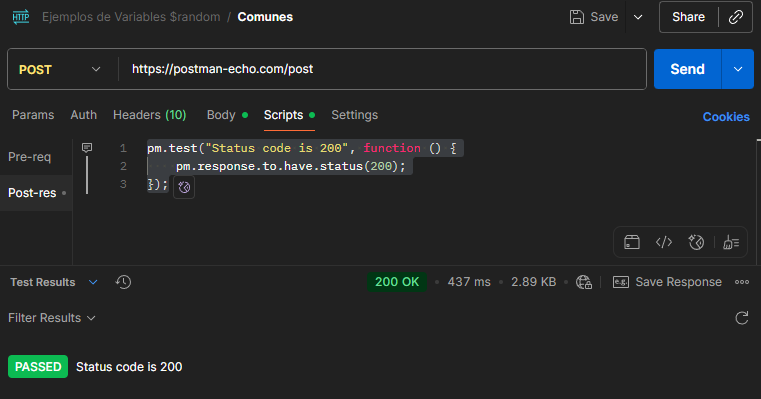 HTTP Ejemplos de Variables $random / Comunes Save Share
POST https://postman-echo.com/post Send
Params Auth Headers (10) Body Scripts Settings Cookies
Pre-req
Post-res
1 pm.test("Status code is 200", function () {
2 pm.response.to.have.status(200);
3 });
Test Results 200 OK • 437 ms • 2.89 KB • e.g. Save Response
Filter Results
PASSED Status code is 200